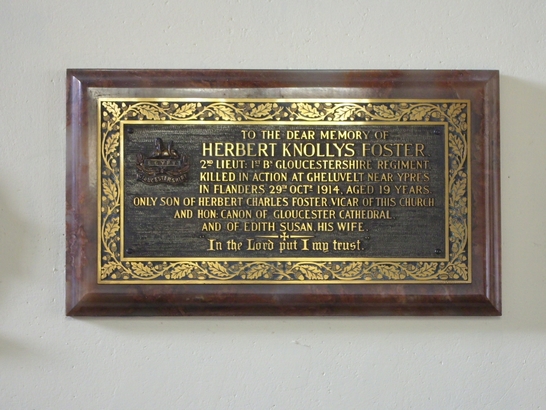 TO THE DEAR MEMORY OF
HERBERT KNOLLYS FOSTER
2ND LIEUT: 1ST BN GLOUCESTERSHIRE REGIMENT.
KILLED IN ACTION AT GHELUVELT NEAR YPRES
IN FLANDERS 29TH OCTR 1914. AGED 19 YEARS.
ONLY SON OF HERBERT CHARLES FOSTER VICAR OF THIS CHURCH
AND HON: CANON OF GLOUCESTER CATHEDRAL.
AND OF EDITH SUSAN, HIS WIFE.
In the Lord put I my trust.